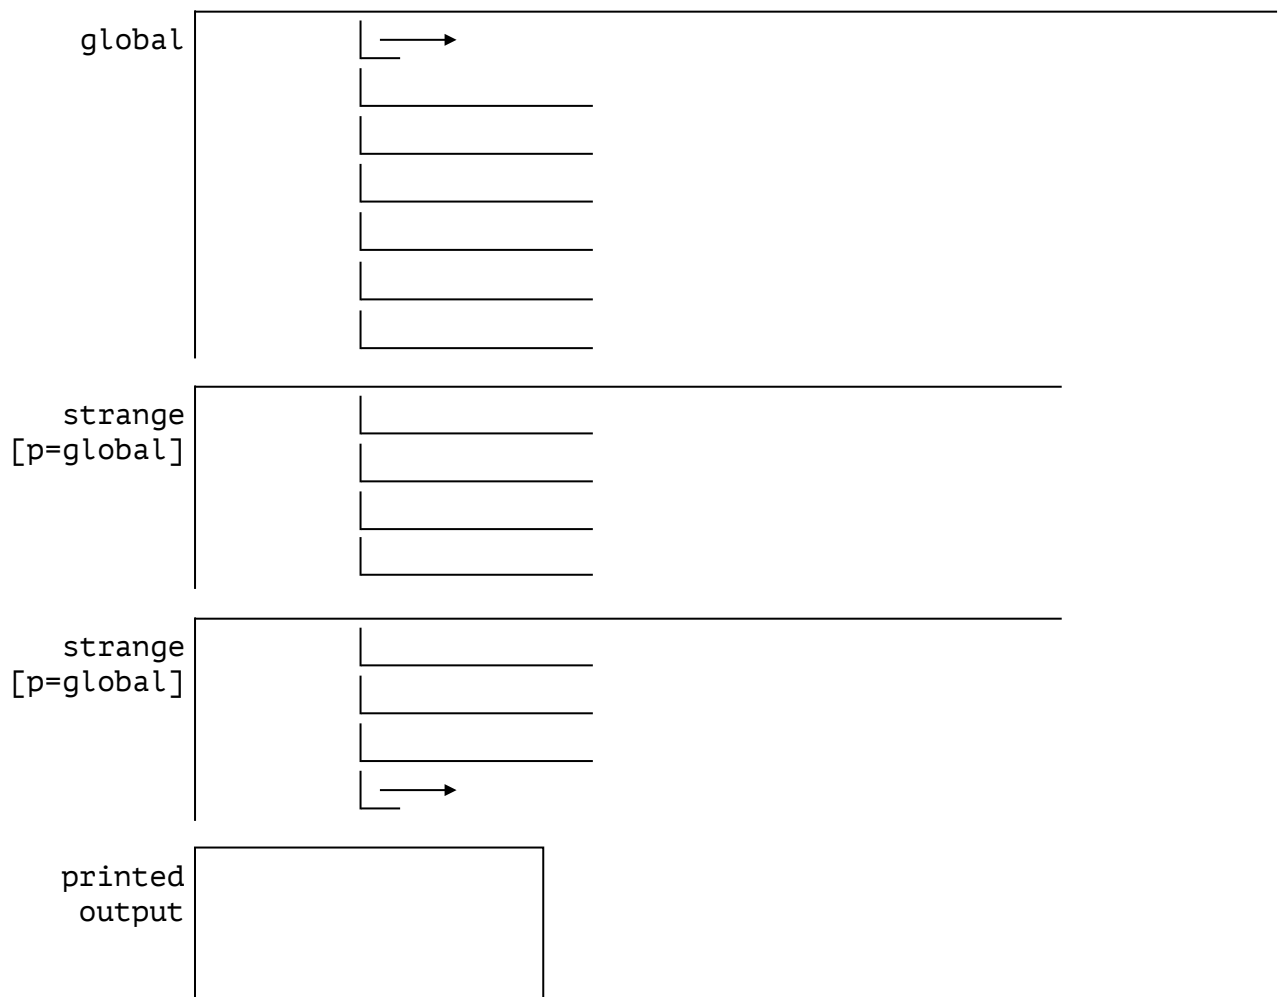 global
strange
[p=global]
strange
[p=global]
printed
output